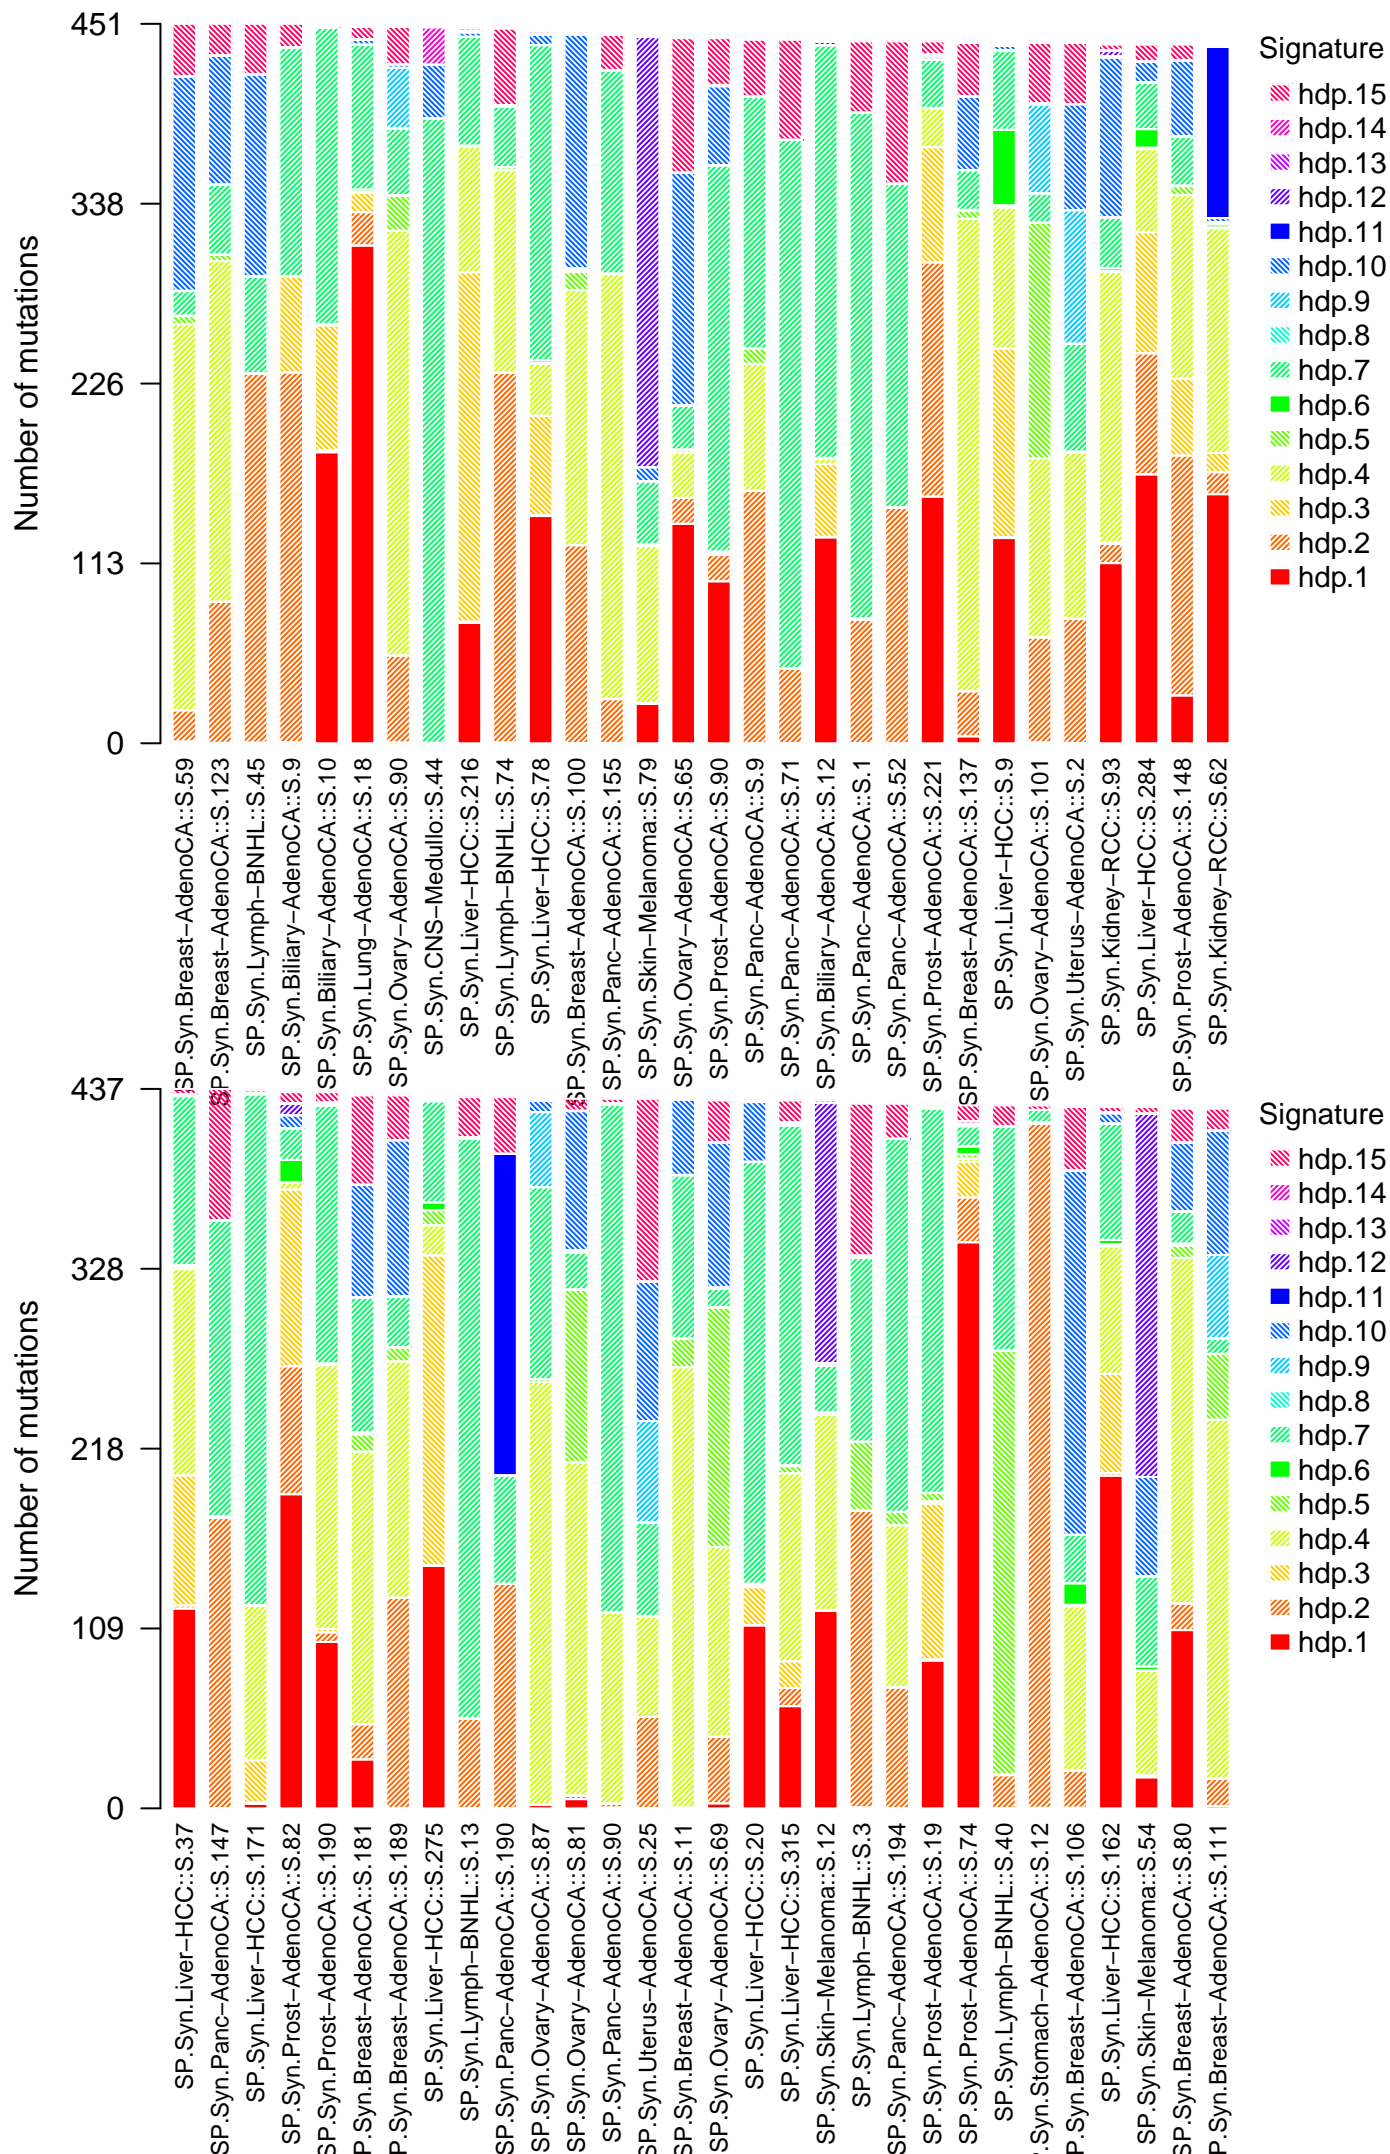 451
338
226
113
0
Number of mutations
Signature
hdp.15
hdp.14
hdp.13
hdp.12
hdp.11
hdp.10
hdp.9
hdp.8
hdp.7
hdp.6
hdp.5
hdp.4
hdp.3
hdp.2
hdp.1
SP.Syn.Breast−AdenoCA::S.59
SP.Syn.Breast−AdenoCA::S.123
SP.Syn.Lymph−BNHL::S.45
SP.Syn.Biliary−AdenoCA::S.9
SP.Syn.Biliary−AdenoCA::S.10
SP.Syn.Lung−AdenoCA::S.18
SP.Syn.Ovary−AdenoCA::S.90
SP.Syn.CNS−Medullo::S.44
SP.Syn.Liver−HCC::S.216
SP.Syn.Lymph−BNHL::S.74
SP.Syn.Liver−HCC::S.78
SP.Syn.Breast−AdenoCA::S.100
SP.Syn.Panc−AdenoCA::S.155
SP.Syn.Skin−Melanoma::S.79
SP.Syn.Ovary−AdenoCA::S.65
SP.Syn.Prost−AdenoCA::S.90
SP.Syn.Panc−AdenoCA::S.9
SP.Syn.Panc−AdenoCA::S.71
SP.Syn.Biliary−AdenoCA::S.12
SP.Syn.Panc−AdenoCA::S.1
SP.Syn.Panc−AdenoCA::S.52
SP.Syn.Prost−AdenoCA::S.221
SP.Syn.Breast−AdenoCA::S.137
SP.Syn.Liver−HCC::S.9
SP.Syn.Ovary−AdenoCA::S.101
SP.Syn.Uterus−AdenoCA::S.2
SP.Syn.Kidney−RCC::S.93
SP.Syn.Liver−HCC::S.284
SP.Syn.Prost−AdenoCA::S.148
SP.Syn.Kidney−RCC::S.62
437
328
218
109
0
Number of mutations
Signature
hdp.15
hdp.14
hdp.13
hdp.12
hdp.11
hdp.10
hdp.9
hdp.8
hdp.7
hdp.6
hdp.5
hdp.4
hdp.3
hdp.2
hdp.1
SP.Syn.Liver−HCC::S.37
SP.Syn.Panc−AdenoCA::S.147
SP.Syn.Liver−HCC::S.171
SP.Syn.Prost−AdenoCA::S.82
SP.Syn.Prost−AdenoCA::S.190
SP.Syn.Breast−AdenoCA::S.181
SP.Syn.Breast−AdenoCA::S.189
SP.Syn.Liver−HCC::S.275
SP.Syn.Lymph−BNHL::S.13
SP.Syn.Panc−AdenoCA::S.190
SP.Syn.Ovary−AdenoCA::S.87
SP.Syn.Ovary−AdenoCA::S.81
SP.Syn.Panc−AdenoCA::S.90
SP.Syn.Uterus−AdenoCA::S.25
SP.Syn.Breast−AdenoCA::S.11
SP.Syn.Ovary−AdenoCA::S.69
SP.Syn.Liver−HCC::S.20
SP.Syn.Liver−HCC::S.315
SP.Syn.Skin−Melanoma::S.12
SP.Syn.Lymph−BNHL::S.3
SP.Syn.Panc−AdenoCA::S.194
SP.Syn.Prost−AdenoCA::S.19
SP.Syn.Prost−AdenoCA::S.74
SP.Syn.Lymph−BNHL::S.40
P.Syn.Stomach−AdenoCA::S.12
SP.Syn.Breast−AdenoCA::S.106
SP.Syn.Liver−HCC::S.162
SP.Syn.Skin−Melanoma::S.54
SP.Syn.Breast−AdenoCA::S.80
SP.Syn.Breast−AdenoCA::S.111